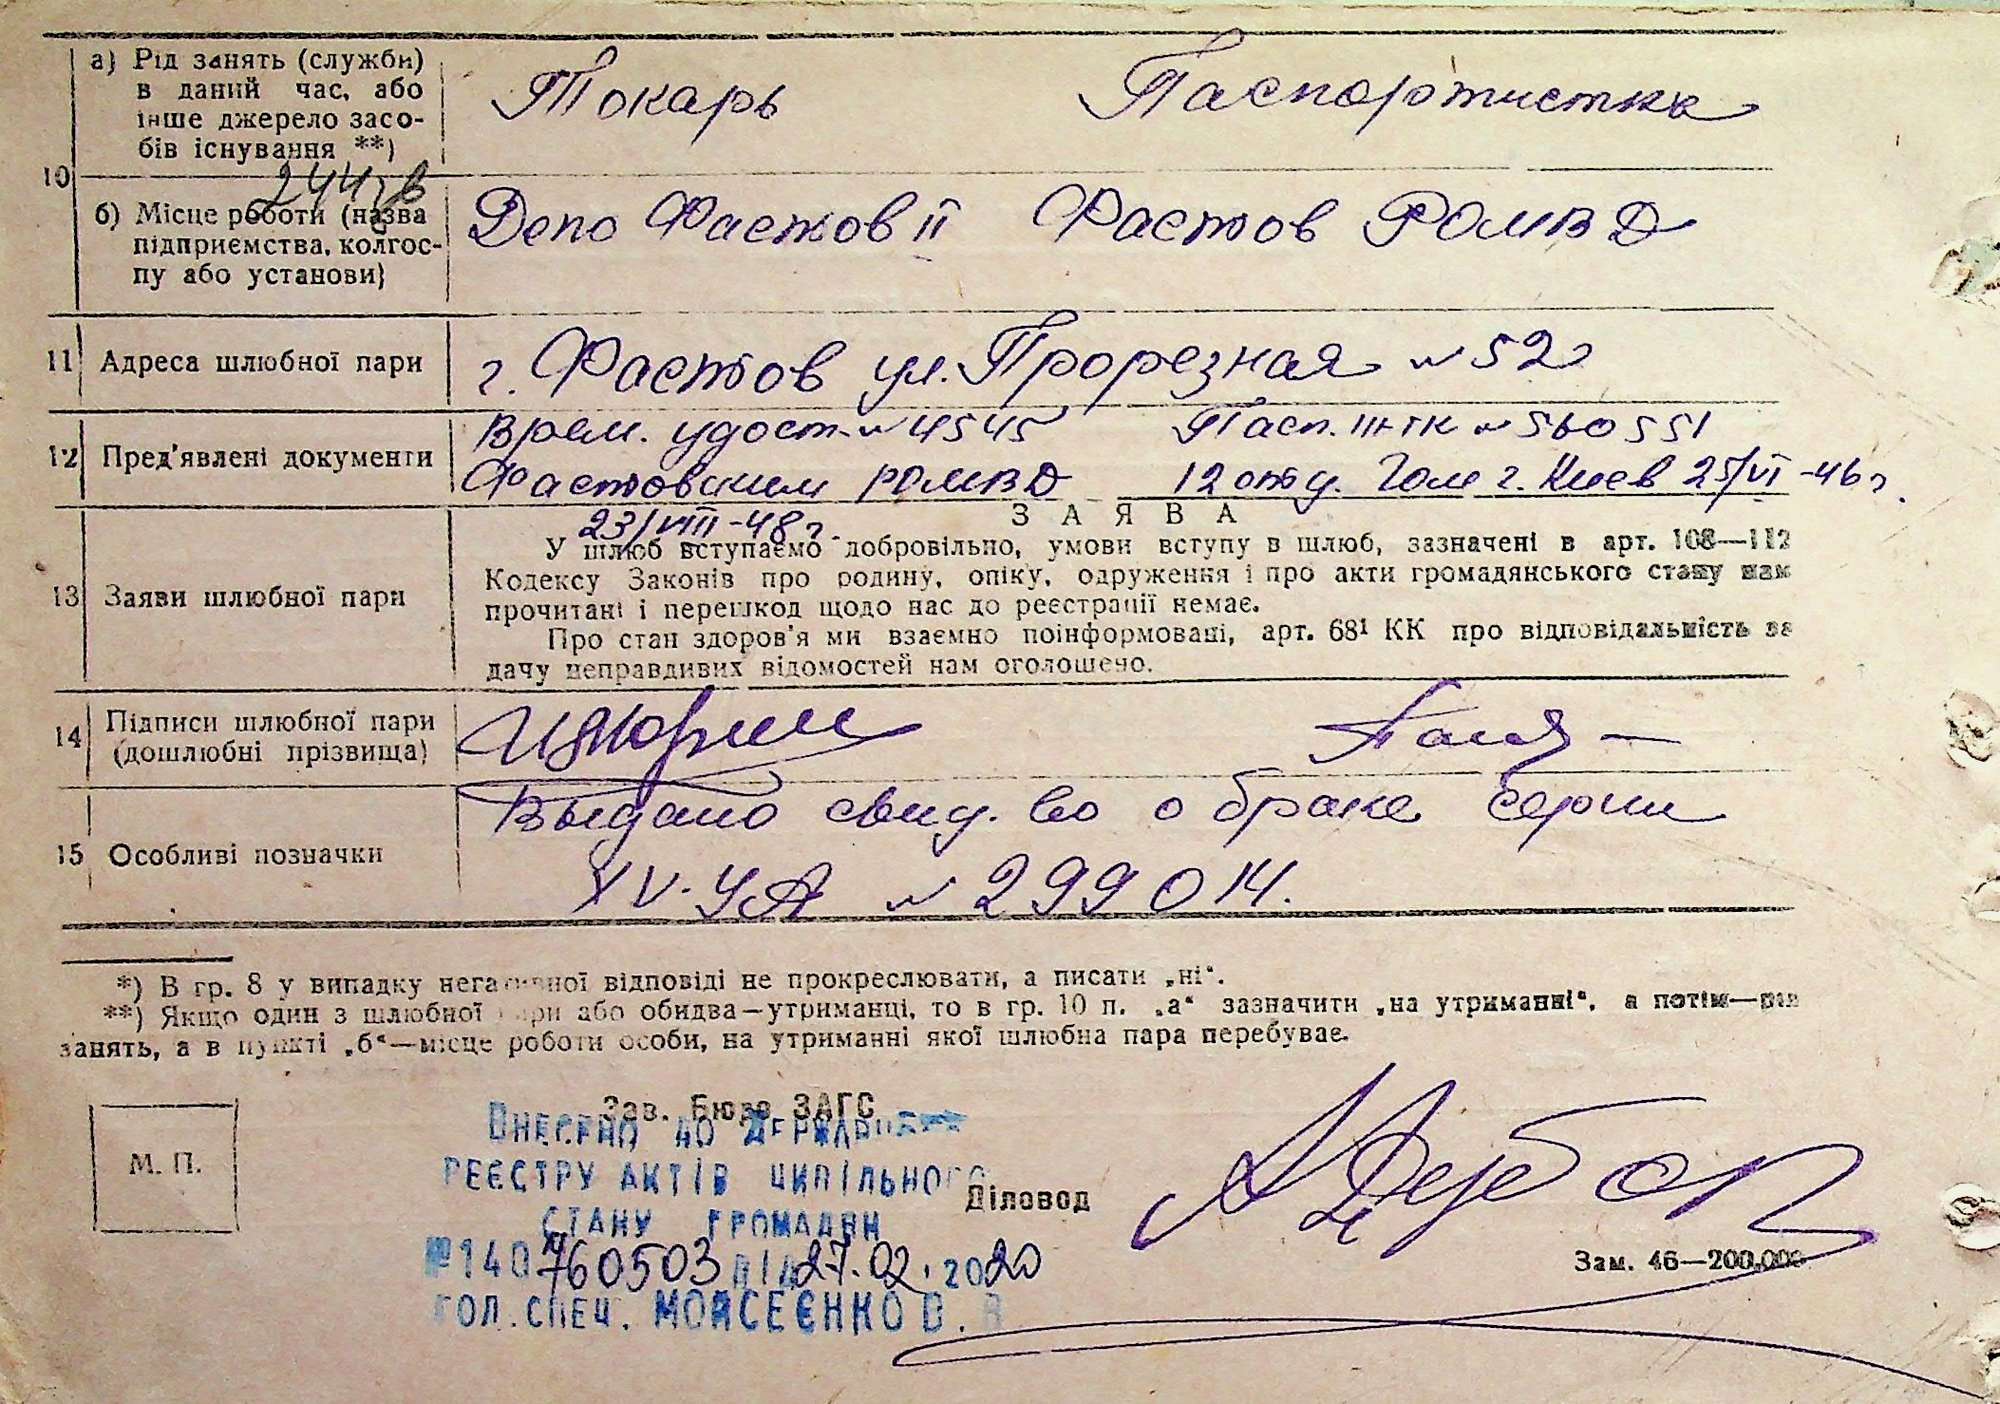 10
а) Рід занять (служби)
в даний час, або
інше джерело засо-
бів існування **)
Токарь Паспортистка
244
б) Місце роботи (назва
підприємства, колгос-
пу або установи)
Депо Фастов II Фастов РОМВД
11 Адреса шлюбної пари
г. Фастов ул. Прорезная № 52
12 Пред'явлені документи
Врем. удост. № 4545 Пасп. № 560551
Фастовским РОМВД 12 отд. г. Киев 25/VI-46 г.
23/VIII-48 г.
ЗАЯВА
13 Заяви шлюбної пари
У шлюб вступаємо добровільно, умови вступу в шлюб, зазначені в арт. 108—112
Кодексу Законів про родину, опіку, одруження і про акти громадянського стану нам
прочитані і перешкод щодо нас до реєстрації немає.
Про стан здоров'я ми взаємно поінформовані, арт. 68¹ КК про відповідальність за
дачу неправдивих відомостей нам оголошено.
14 Підписи шлюбної пари
(дошлюбні прізвища)
15 Особливі позначки
Выдано свид. во о браке серии
XV-УА № 299014.
*) В гр. 8 у випадку негативної відповіді не прокреслювати, а писати „ні“.
**) Якщо один з шлюбної пари або обидва—утриманці, то в гр. 10 п. „а“ зазначити „на утриманні“, а потім—рід
занять, а в пункті „б“—місце роботи особи, на утриманні якої шлюбна пара перебуває.
М. П.
Зав. Бюро ЗАГС
ВНЕСЕНО ДО ДЕРЖАВНОГО
РЕЄСТРУ АКТІВ ЦИВІЛЬНОГО
СТАНУ ГРОМАДЯН
Діловод
№ 140760503 ВІД 27.02.2020
ГОЛ. СПЕЦ. МОЙСЕЄНКО В. В
Зам. 46—200.000